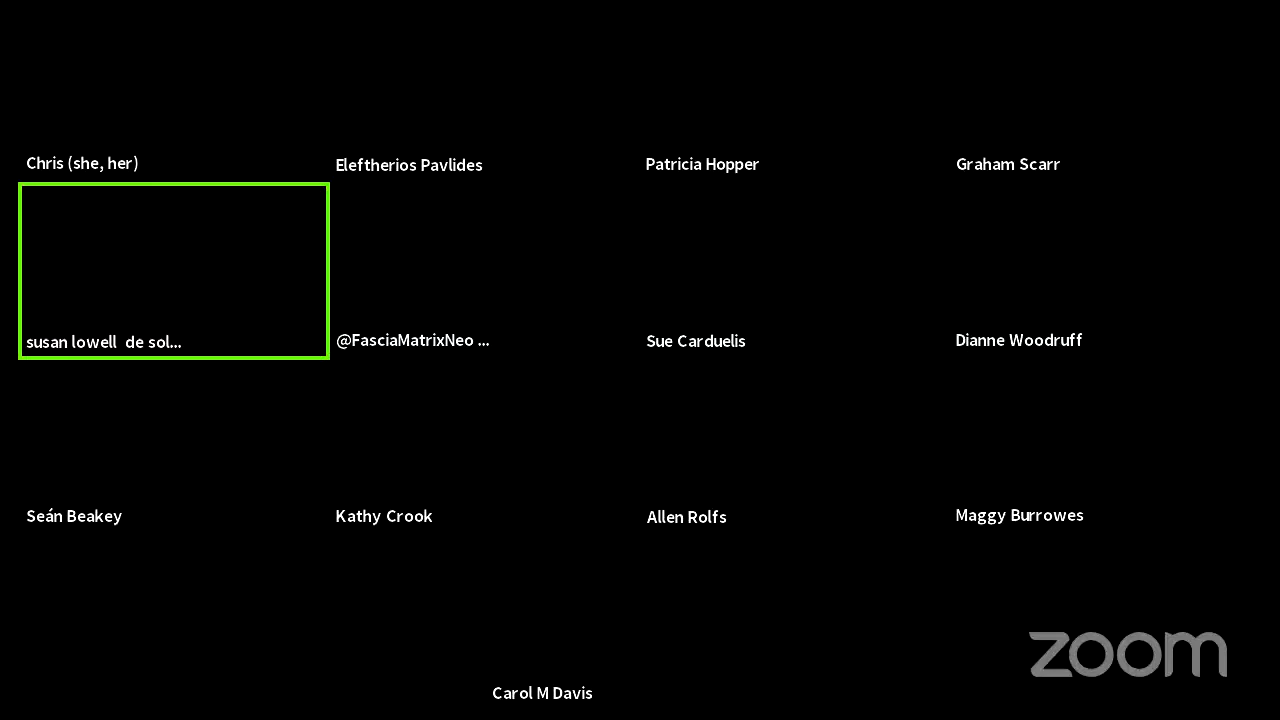 Chris (she, her)
Eleftherios Pavlides
Patricia Hopper
Graham Scarr
susan lowell  de sol...
@FasciaMatrixNeo ...
Sue Carduelis
Dianne Woodruff
Seán Beakey
Kathy Crook
Allen Rolfs
Maggy Burrowes
zoom
Carol M Davis